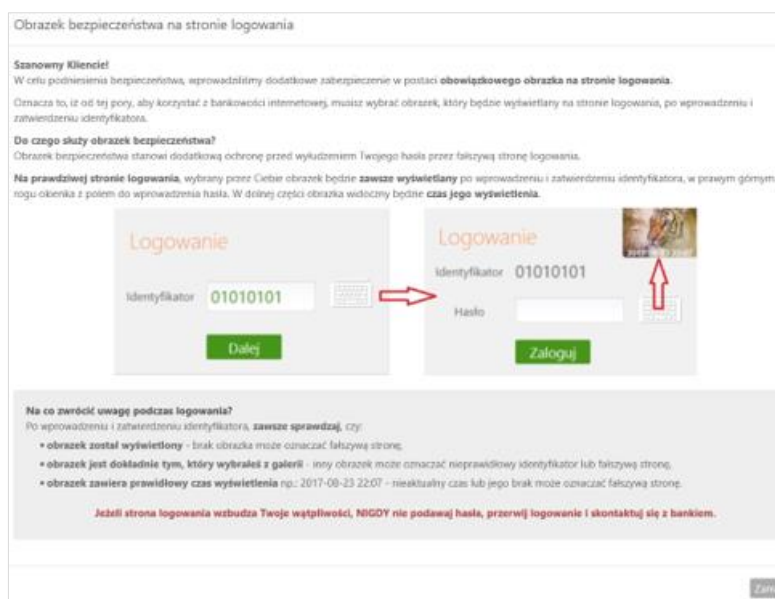 Obrazek bezpieczeństwa na stronie logowania
Szanowny Kliencie!
W celu podniesienia bezpieczeństwa, wprowadziliśmy dodatkowe zabezpieczenie w postaci obowiązkowego obrazka na stronie logowania.
Oznacza to, iż od tej pory, aby korzystać z bankowości internetowej, musisz wybrać obrazek, który będzie wyświetlany na stronie logowania, po wprowadzeniu i
zatwierdzeniu identyfikatora.
Do czego służy obrazek bezpieczeństwa?
Obrazek bezpieczeństwa stanowi dodatkową ochronę przed wyłudzeniem Twojego hasła przez fałszywą stronę logowania.
Na prawdziwej stronie logowania, wybrany przez Ciebie obrazek będzie zawsze wyświetlany po wprowadzeniu i zatwierdzeniu identyfikatora, w prawym górnym
rogu okienka z polem do wprowadzenia hasła. W dolnej części obrazka widoczny będzie czas jego wyświetlenia.
Logowanie
Identyfikator 01010101
Dalej
Logowanie
Identyfikator 01010101
Hasło
Zaloguj
Na co zwrócić uwagę podczas logowania?
Po wprowadzeniu i zatwierdzeniu identyfikatora, zawsze sprawdzaj, czy:
• obrazek został wyświetlony - brak obrazka może oznaczać fałszywą stronę,
• obrazek jest dokładnie tym, który wybrałeś z galerii - inny obrazek może oznaczać nieprawidłowy identyfikator lub fałszywą stronę,
• obrazek zawiera prawidłowy czas wyświetlenia np.: 2017-08-23 22:07 - nieaktualny czas lub jego brak może oznaczać fałszywą stronę.
Jeżeli strona logowania wzbudza Twoje wątpliwości, NIGDY nie podawaj hasła, przerwij logowanie i skontaktuj się z bankiem.